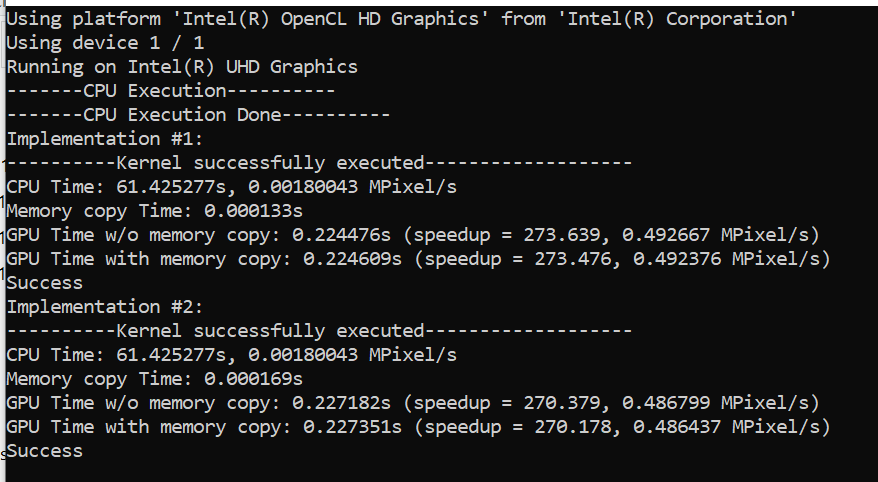 Using platform 'Intel(R) OpenCL HD Graphics' from 'Intel(R) Corporation'
Using device 1 / 1
Running on Intel(R) UHD Graphics
-------CPU Execution----------
-------CPU Execution Done----------
Implementation #1:
----------Kernel successfully executed-------------------
CPU Time: 61.425277s, 0.00180043 MPixel/s
Memory copy Time: 0.000133s
GPU Time w/o memory copy: 0.224476s (speedup = 273.639, 0.492667 MPixel/s)
GPU Time with memory copy: 0.224609s (speedup = 273.476, 0.492376 MPixel/s)
Success
Implementation #2:
----------Kernel successfully executed-------------------
CPU Time: 61.425277s, 0.00180043 MPixel/s
Memory copy Time: 0.000169s
GPU Time w/o memory copy: 0.227182s (speedup = 270.379, 0.486799 MPixel/s)
GPU Time with memory copy: 0.227351s (speedup = 270.178, 0.486437 MPixel/s)
Success